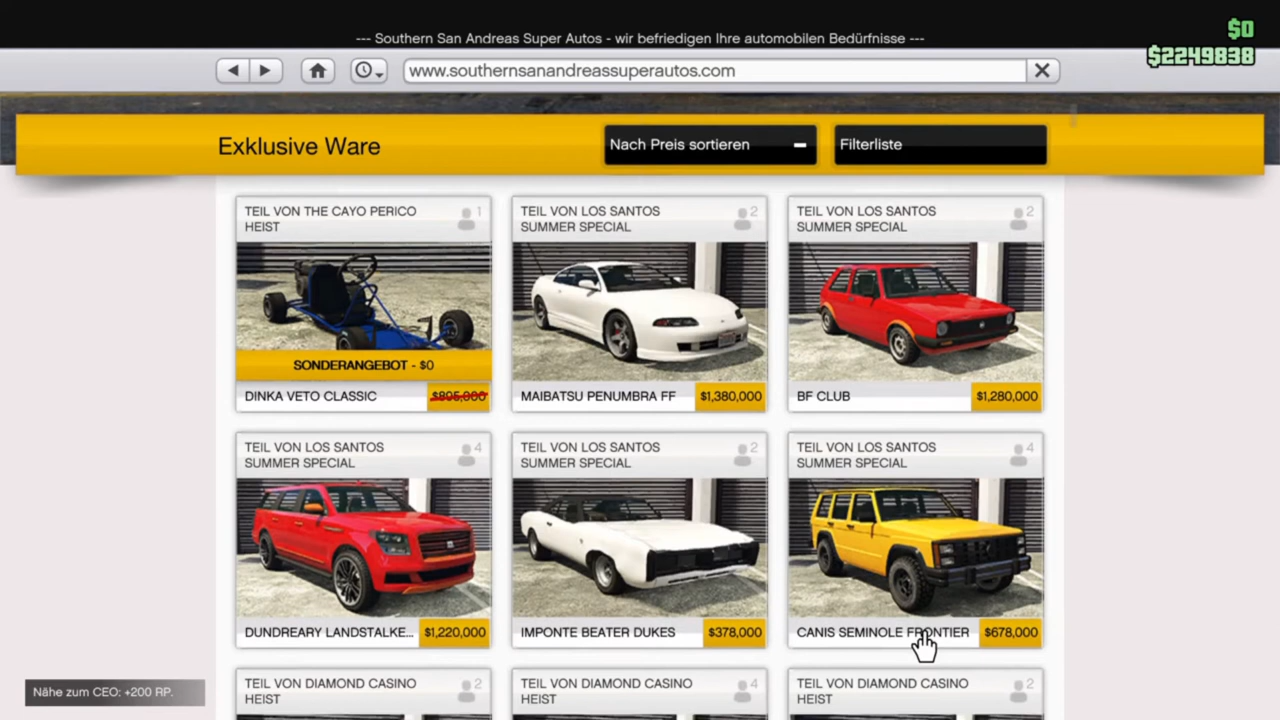 --- Southern San Andreas Super Autos - wir befriedigen Ihre automobilen Bedürfnisse ---
$0
$2249838
www.southernsanandreassuperautos.com
Exklusive Ware
Nach Preis sortieren
Filterliste
TEIL VON THE CAYO PERICO
HEIST
1
SONDERANGEBOT - $0
DINKA VETO CLASSIC
$895,000
TEIL VON LOS SANTOS
SUMMER SPECIAL
2
MAIBATSU PENUMBRA FF
$1,380,000
TEIL VON LOS SANTOS
SUMMER SPECIAL
2
BF CLUB
$1,280,000
TEIL VON LOS SANTOS
SUMMER SPECIAL
4
DUNDREARY LANDSTALKE...
$1,220,000
TEIL VON LOS SANTOS
SUMMER SPECIAL
2
IMPONTE BEATER DUKES
$378,000
TEIL VON LOS SANTOS
SUMMER SPECIAL
4
CANIS SEMINOLE FRONTIER
$678,000
TEIL VON DIAMOND CASINO
HEIST
2
TEIL VON DIAMOND CASINO
HEIST
4
TEIL VON DIAMOND CASINO
HEIST
2
Nähe zum CEO: +200 RP.